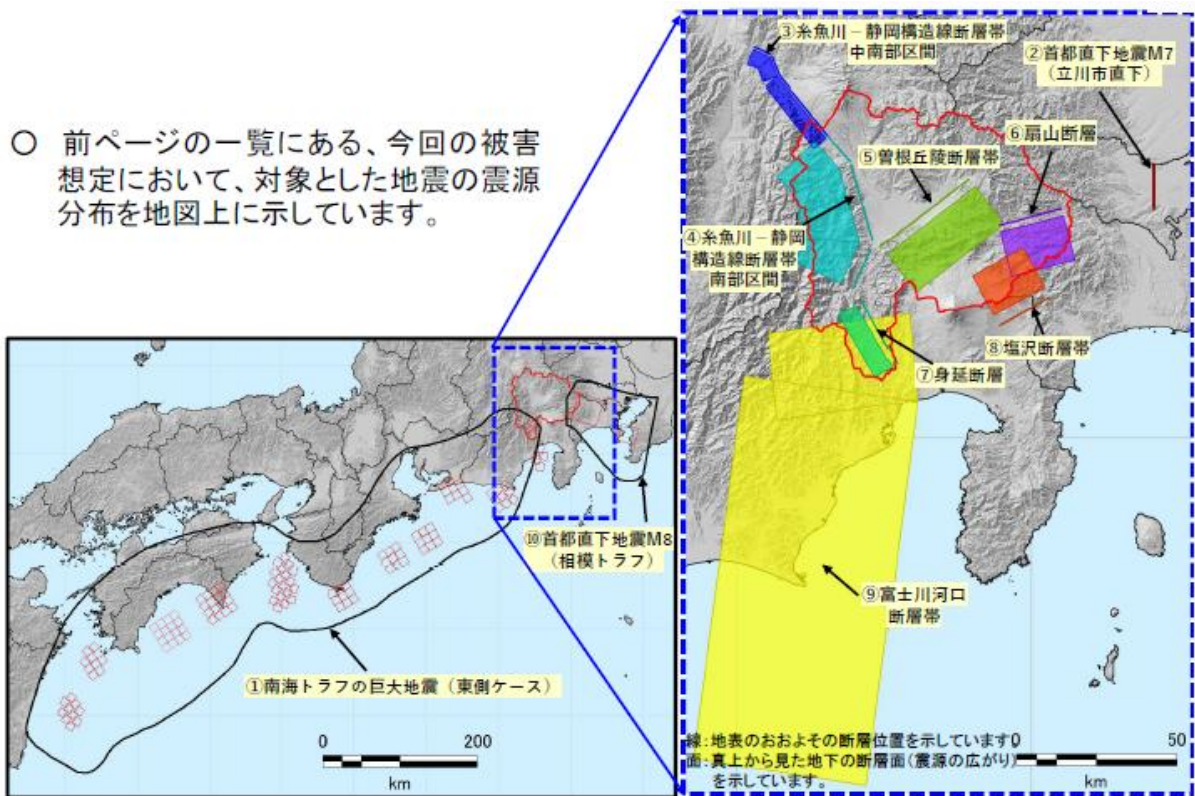 ○ 前ページの一覧にある、今回の被害
想定において、対象とした地震の震源
分布を地図上に示しています。
③糸魚川－静岡構造線断層帯
中南部区間
②首都直下地震M7
(立川市直下)
⑥扇山断層
⑤曽根丘陵断層帯
④糸魚川－静岡
構造線断層帯
南部区間
⑧塩沢断層帯
⑦身延断層
⑨富士川河口
断層帯
⑩首都直下地震M8
(相模トラフ)
①南海トラフの巨大地震（東側ケース）
0 200
km
線：地表のおおよその断層位置を示しています。
面：真上から見た地下の断層面(震源の広がり)
を示しています。
0 50
km